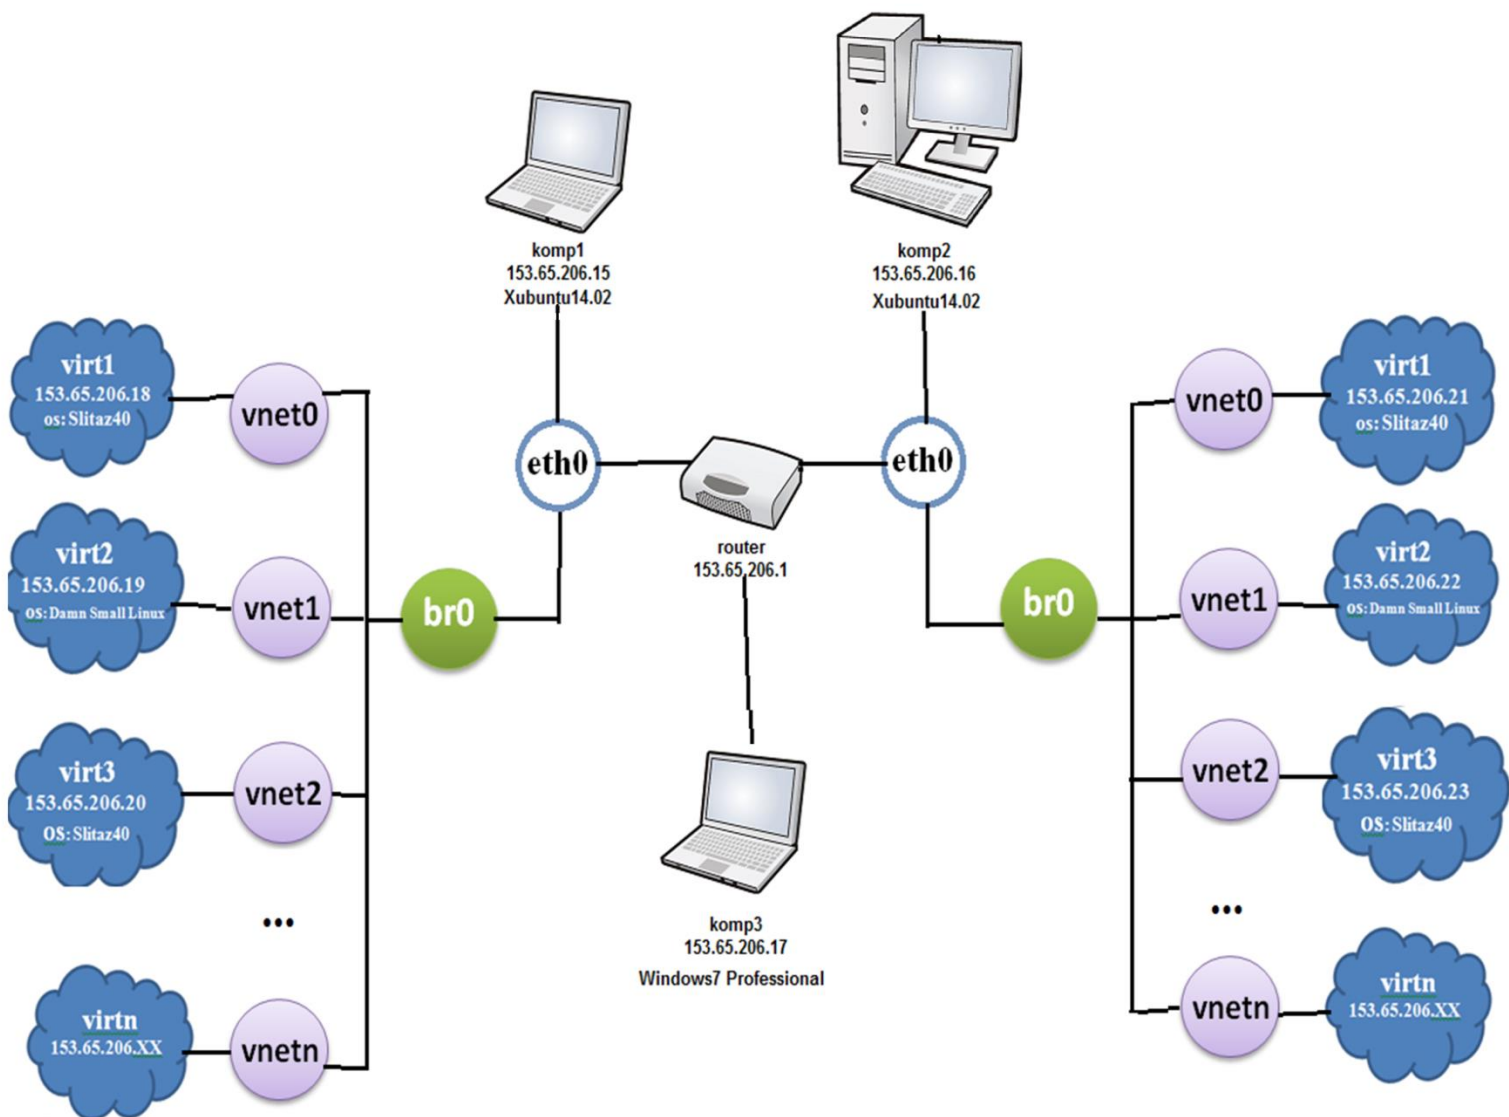 komp1
153.65.206.15
Xubuntu14.02
komp2
153.65.206.16
Xubuntu14.02
virt1
153.65.206.18
os: Slitaz40
vnet0
virt2
153.65.206.19
os: Damn Small Linux
vnet1
virt3
153.65.206.20
OS: Slitaz40
vnet2
...
virtn
153.65.206.XX
vnetn
br0
eth0
router
153.65.206.1
eth0
br0
komp3
153.65.206.17
Windows7 Professional
vnet0
virt1
153.65.206.21
os: Slitaz40
vnet1
virt2
153.65.206.22
os: Damn Small Linux
vnet2
virt3
153.65.206.23
OS: Slitaz40
...
vnetn
virtn
153.65.206.XX